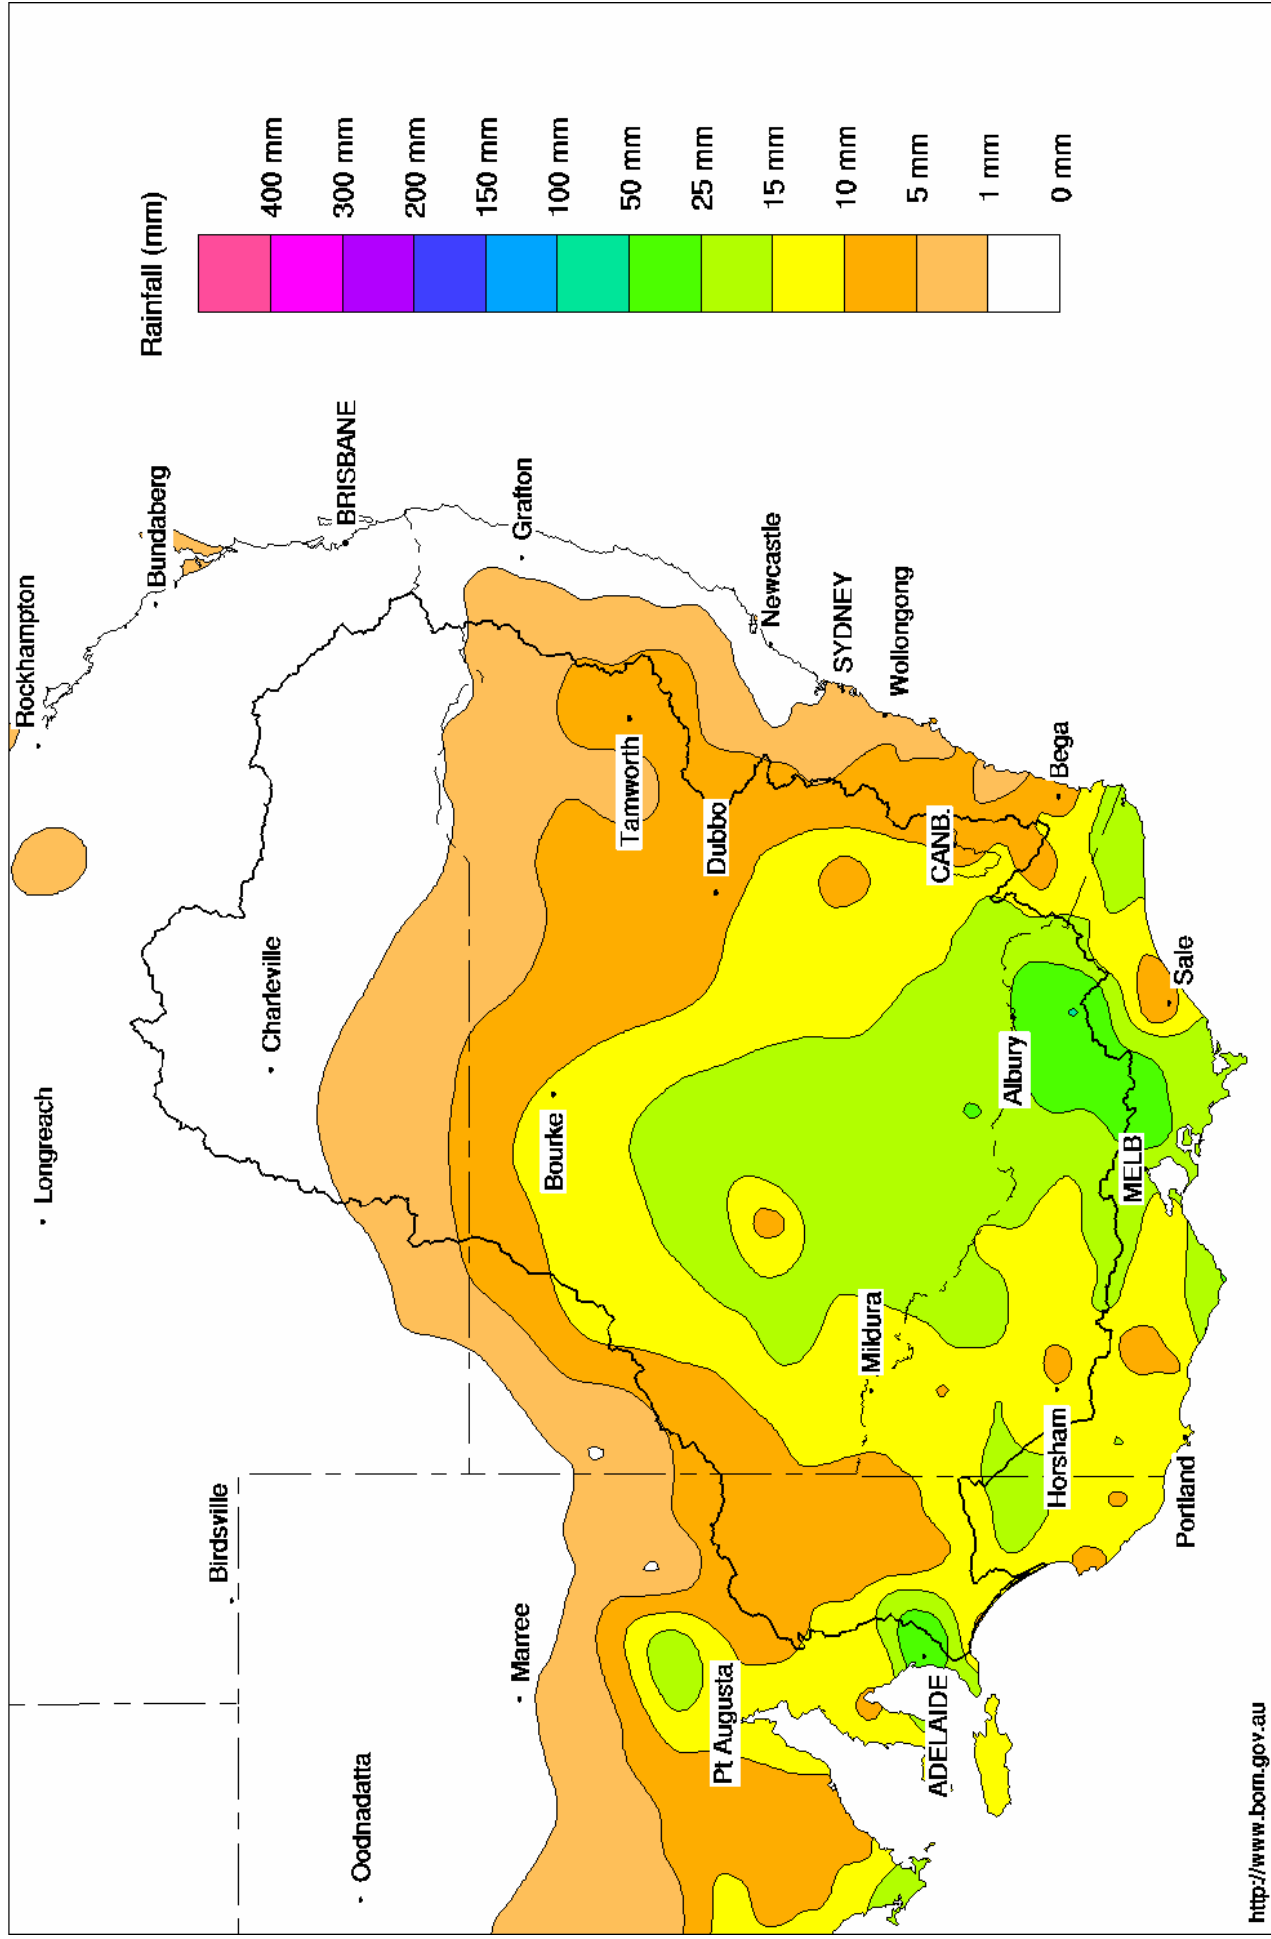 Rockhampton
Bundaberg
BRISBANE
Grafton
Newcastle
SYDNEY
Wollongong
Bega
Longreach
Charleville
Tamworth
Dubbo
CANB.
Sale
Bourke
Albury
MELB
Mildura
Horsham
Portland
Birdsville
Marree
Oodnadatta
Pt Augusta
ADELAIDE
Rainfall (mm)
400 mm
300 mm
200 mm
150 mm
100 mm
50 mm
25 mm
15 mm
10 mm
5 mm
1 mm
0 mm
http://www.bom.gov.au